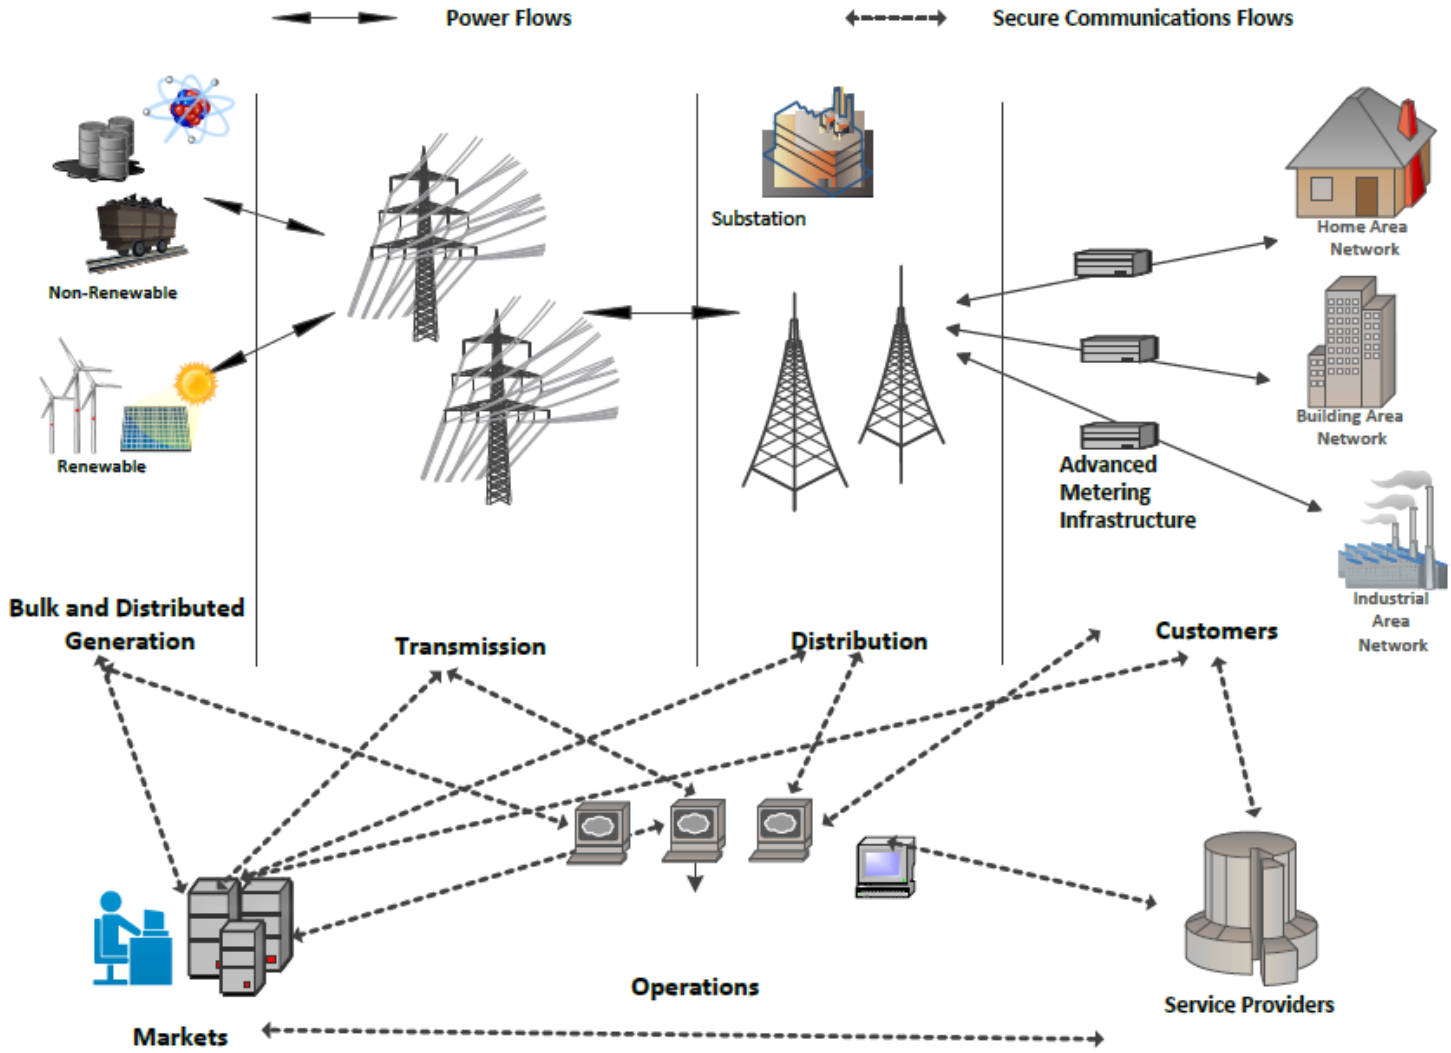 Power Flows
Secure Communications Flows
Substation
Home Area
Network
Non-Renewable
Building Area
Network
Renewable
Advanced
Metering
Infrastructure
Industrial
Area
Network
Bulk and Distributed
Generation
Transmission
Distribution
Customers
Operations
Service Providers
Markets